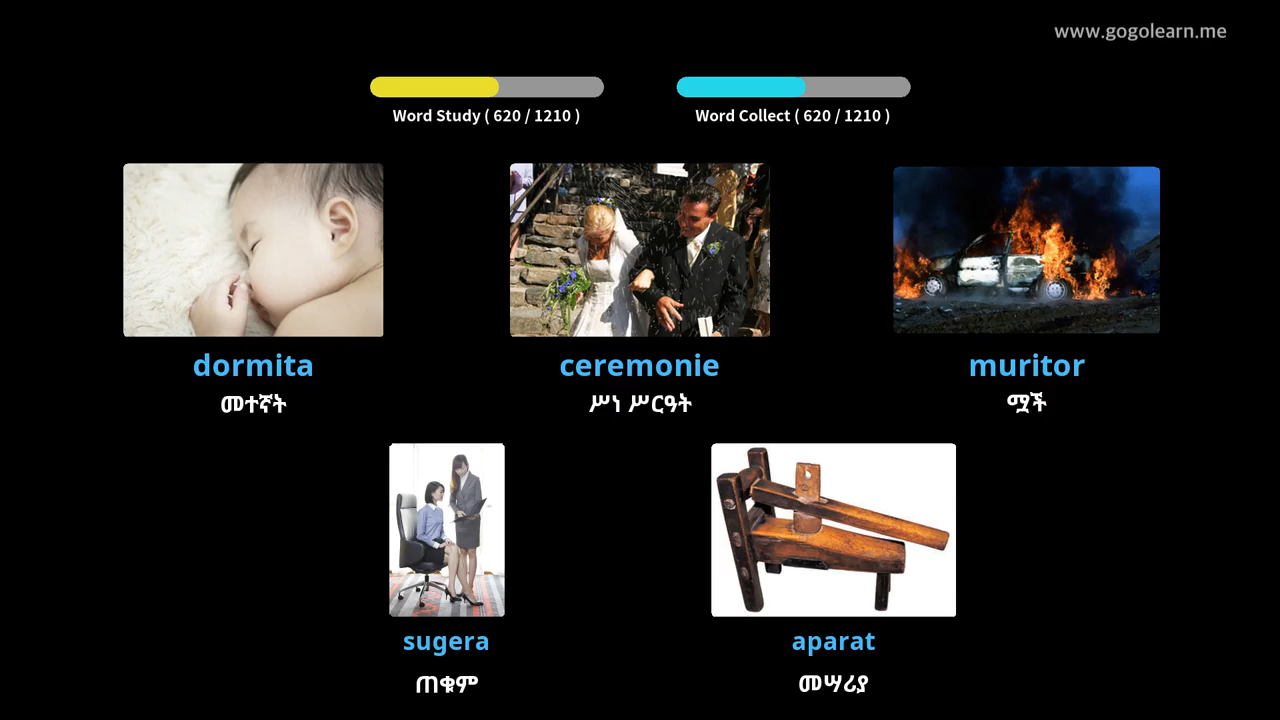 www.gogolearn.me
Word Study ( 620 / 1210 )
Word Collect ( 620 / 1210 )
dormita
ceremonie
muritor
መተኛት
ሥነ ሥርዓት
ሟች
sugera
aparat
ጠቁም
መሣሪያ